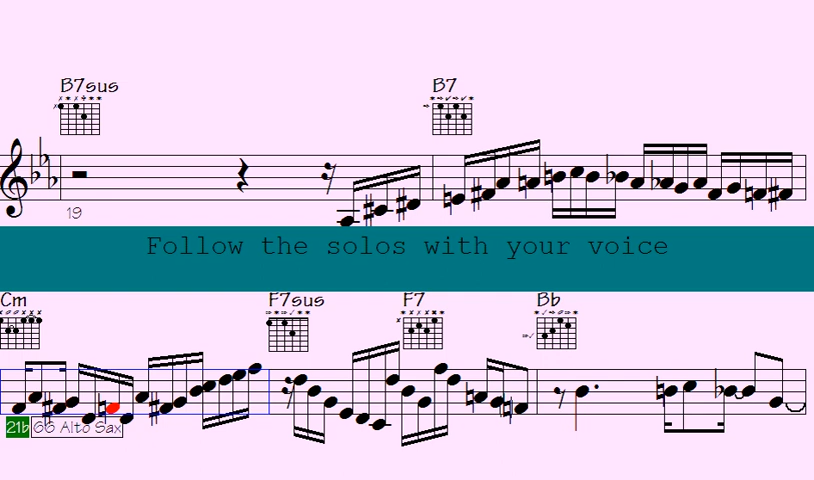 B7sus B7
19
Follow the solos with your voice
Cm F7sus F7 Bb
21b 66 Alto Sax